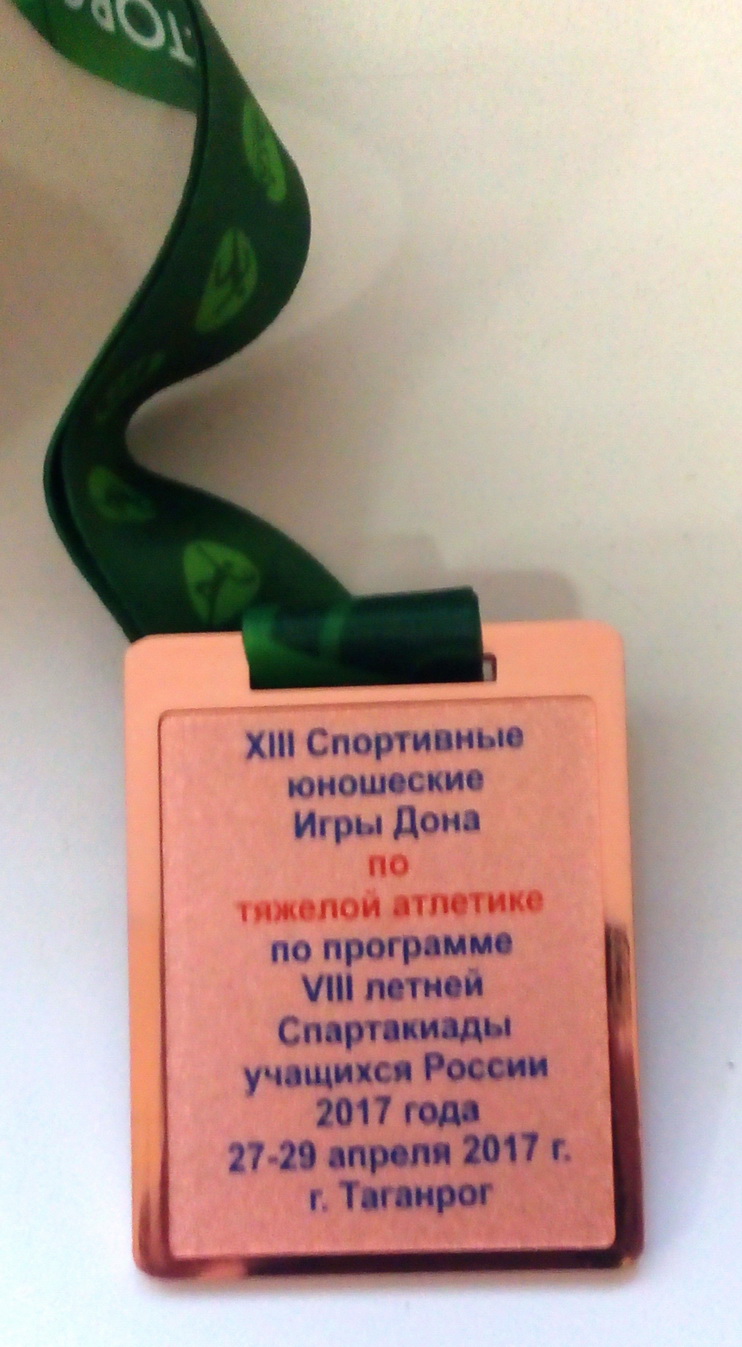 XIII Спортивные
юношеские
Игры Дона
по
тяжелой атлетике
по программе
VIII летней
Спартакиады
учащихся России
2017 года
27-29 апреля 2017 г.
г. Таганрог